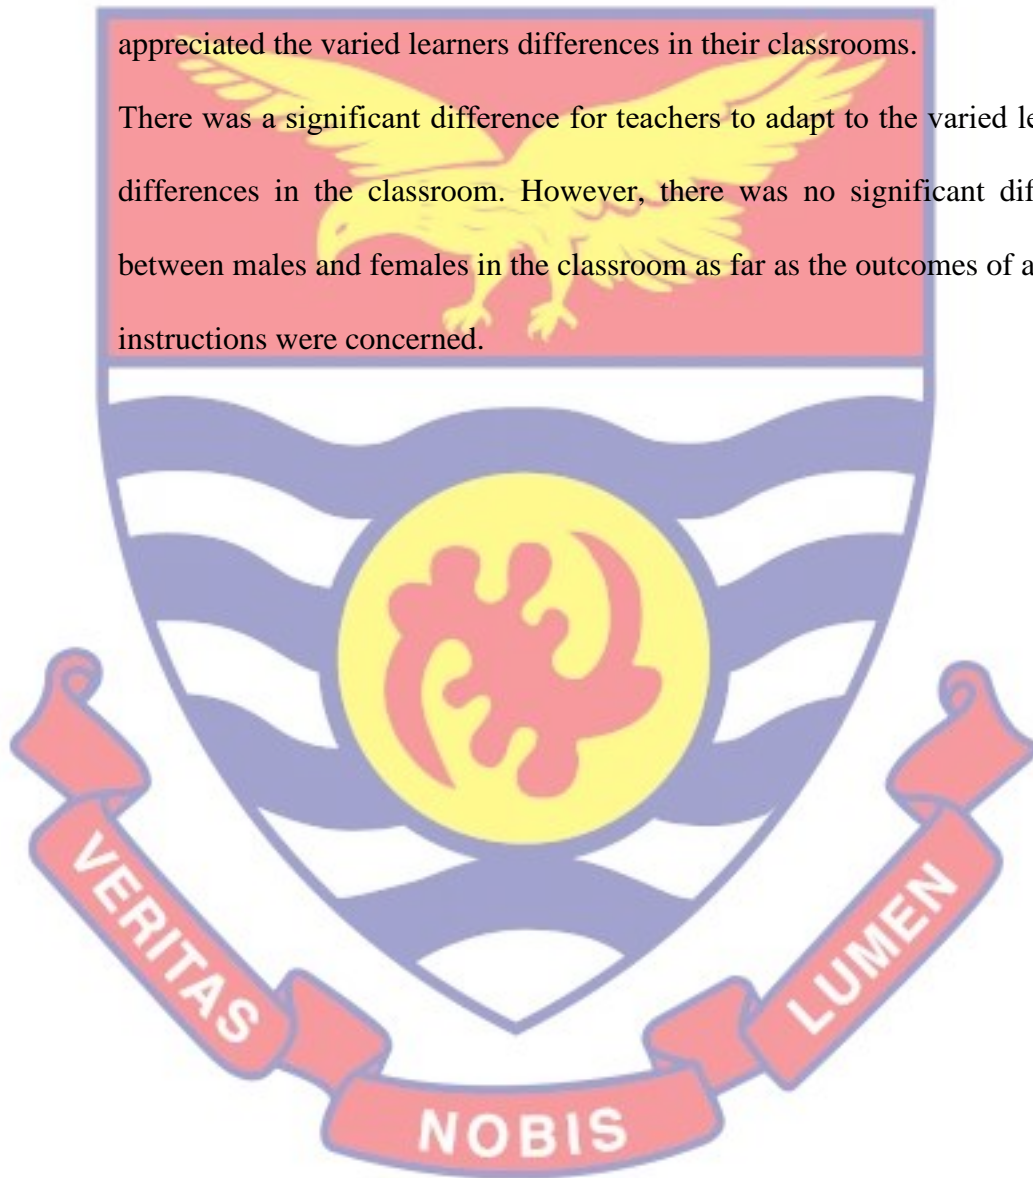 appreciated the varied learners differences in their classrooms.
There was a significant difference for teachers to adapt to the varied le
differences in the classroom. However, there was no significant dif
between males and females in the classroom as far as the outcomes of a
instructions were concerned.
VERITAS
NOBIS
LUMEN